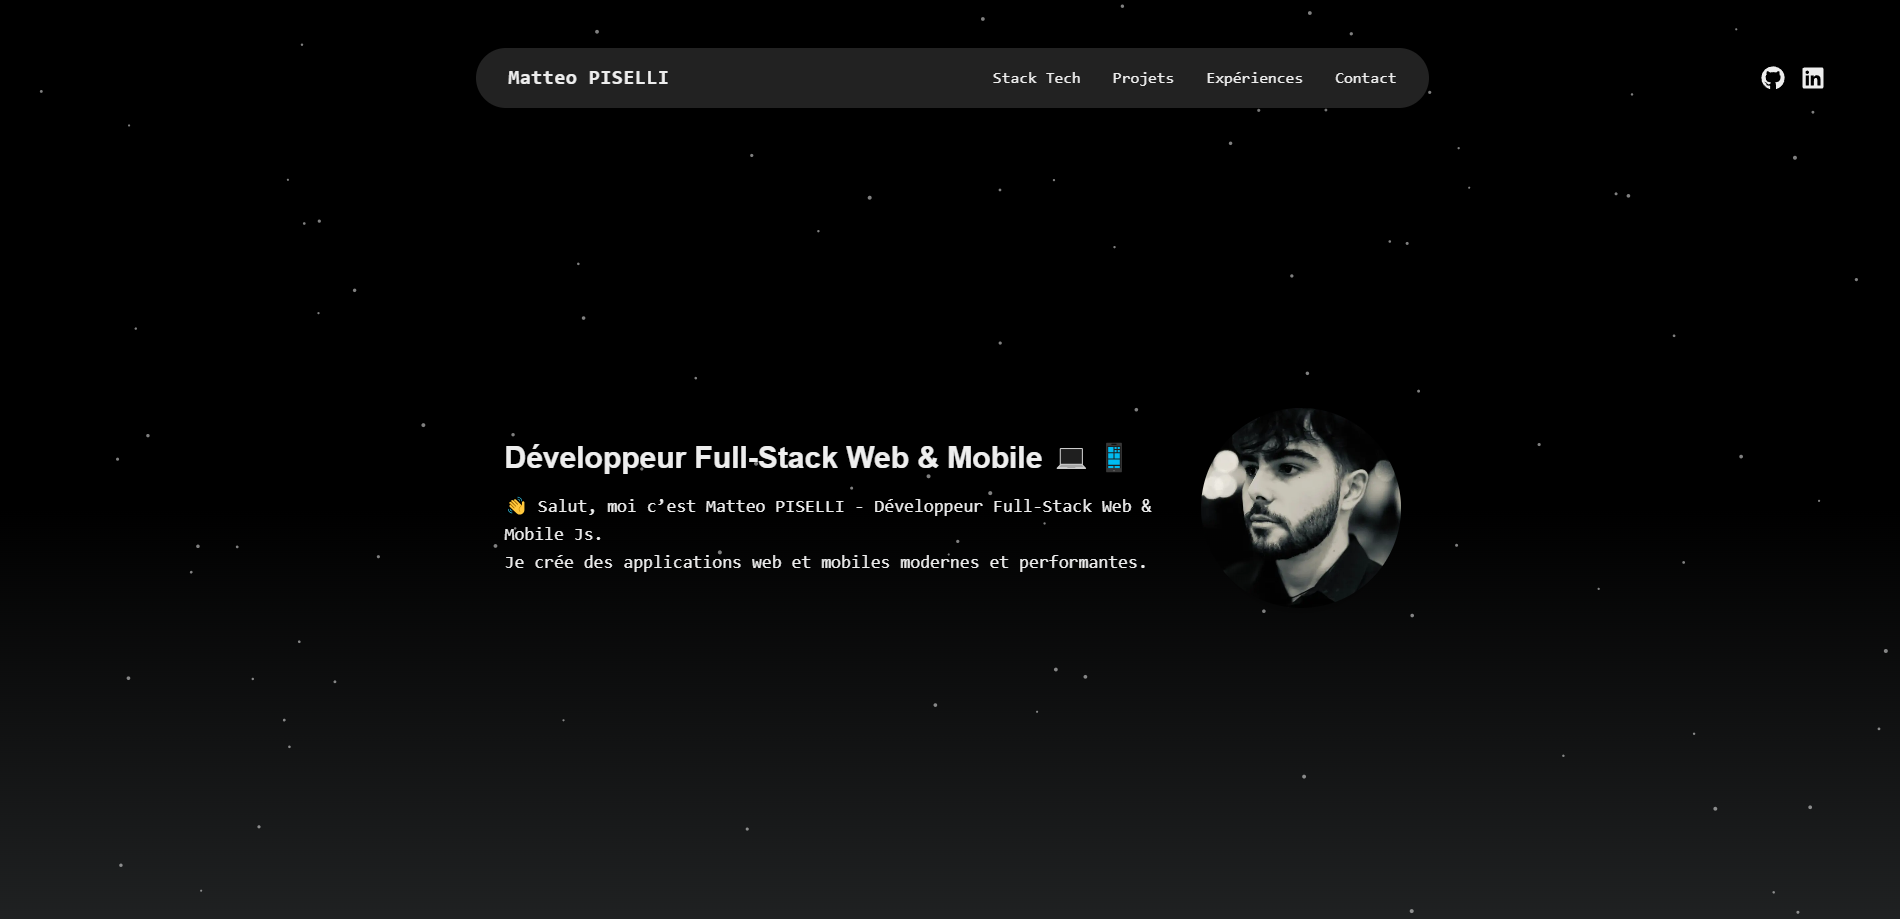 Matteo PISELLI
Stack Tech Projets Expériences Contact
Développeur Full-Stack Web & Mobile 💻 📱
👋 Salut, moi c’est Matteo PISELLI - Développeur Full-Stack Web &
Mobile Js.
Je crée des applications web et mobiles modernes et performantes.